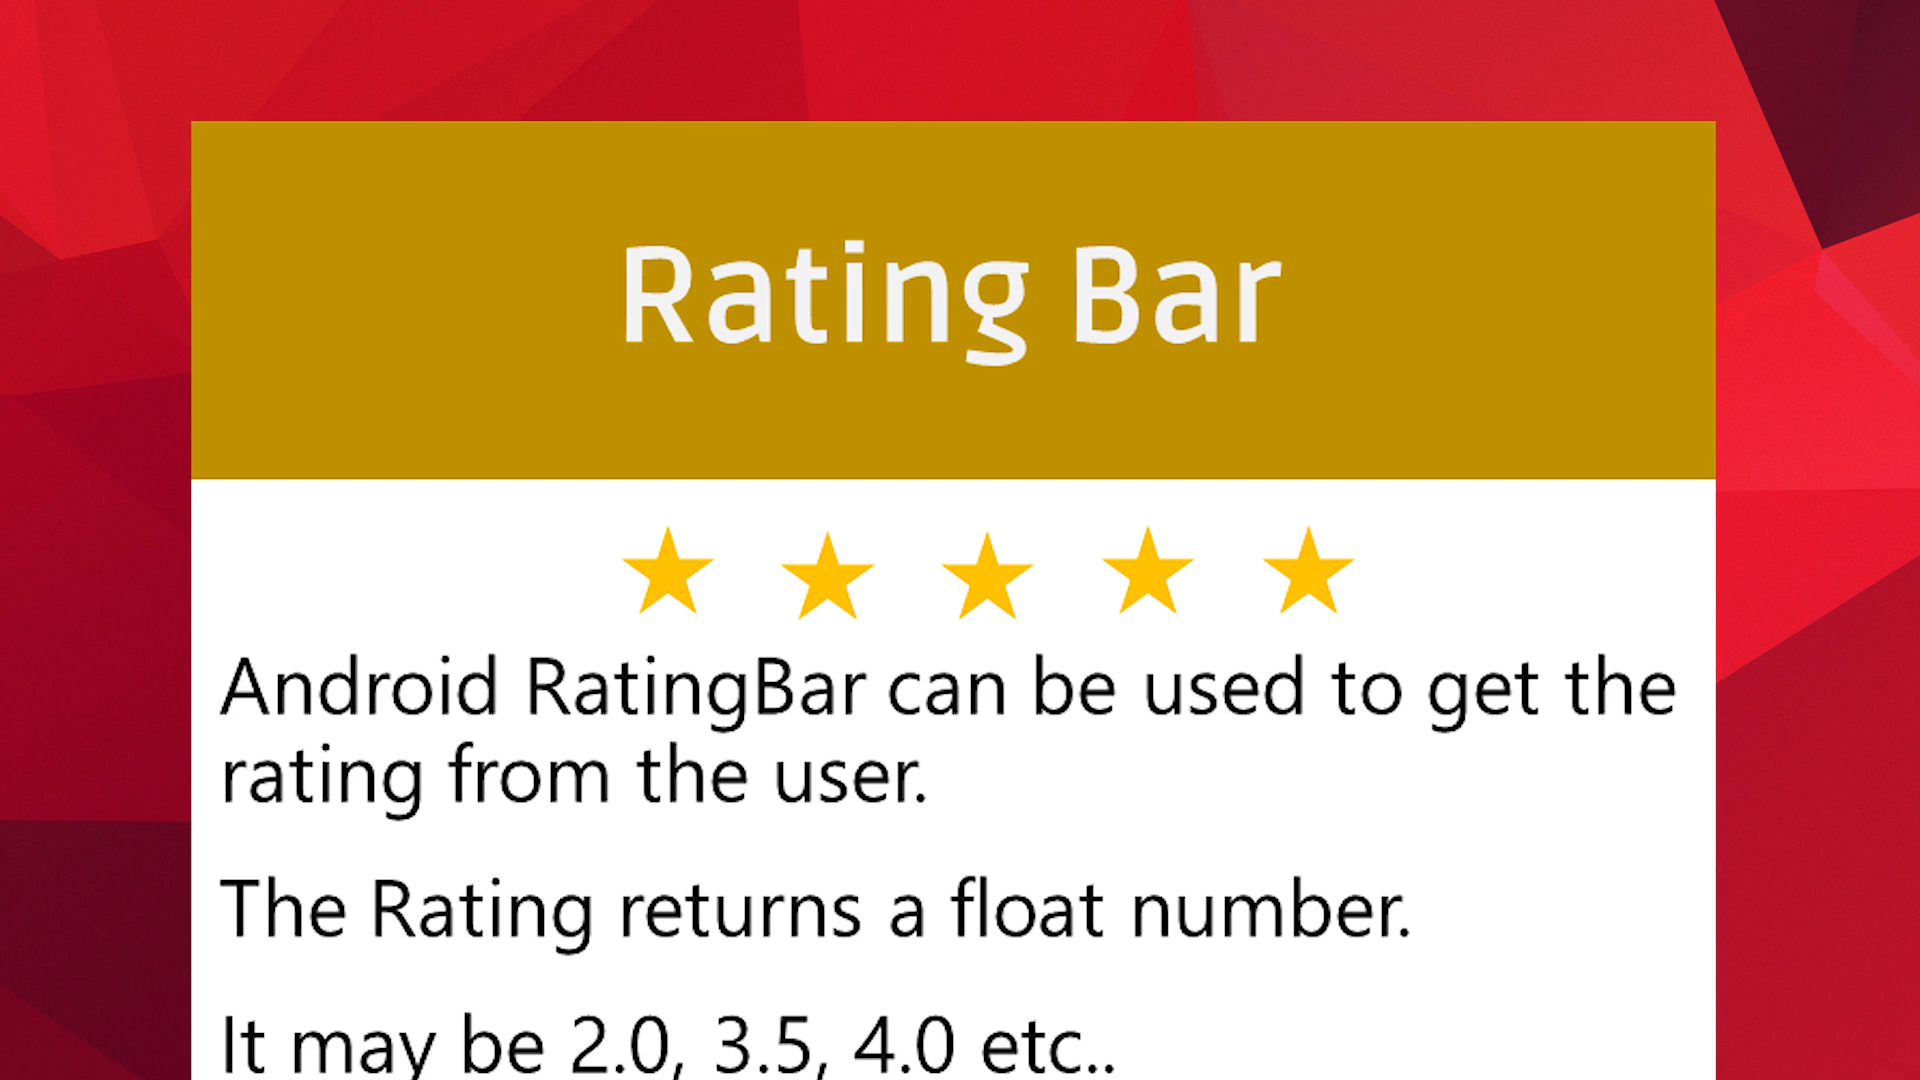 Rating Bar
Android RatingBar can be used to get the
rating from the user.
The Rating returns a float number.
It may be 2.0, 3.5, 4.0 etc..